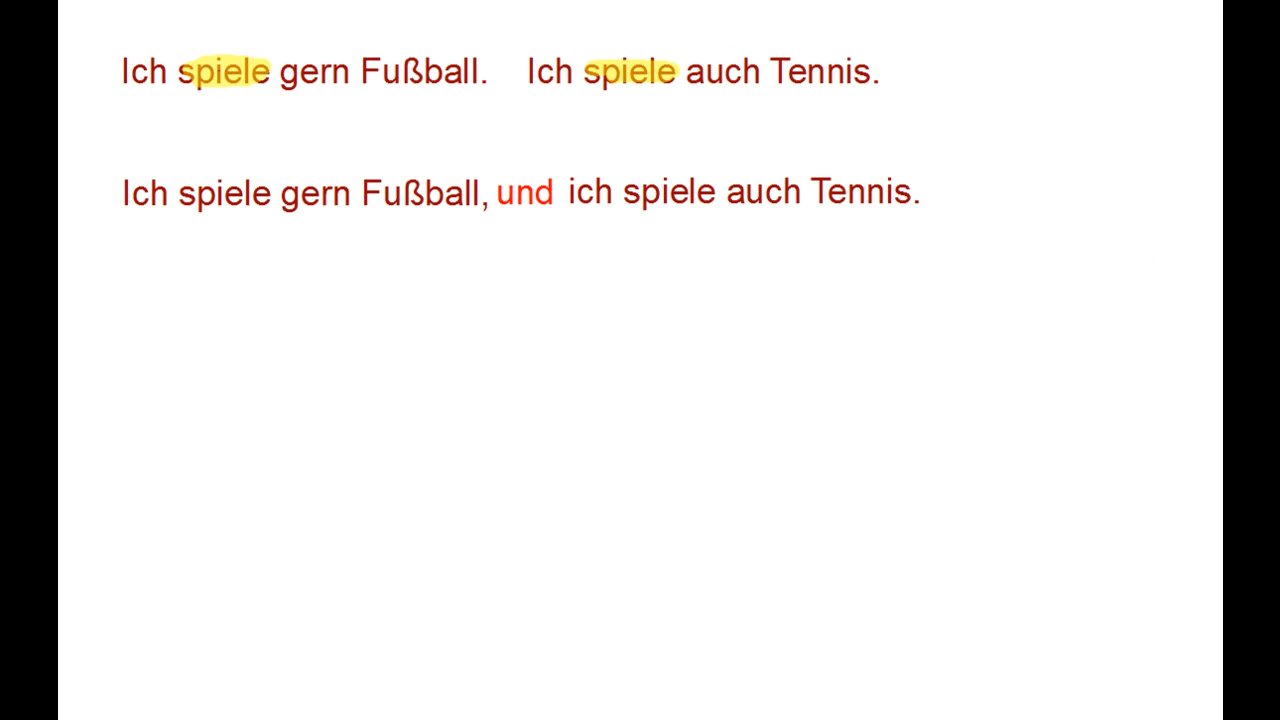 Ich spiele gern Fußball. Ich spiele auch Tennis.
Ich spiele gern Fußball, und ich spiele auch Tennis.